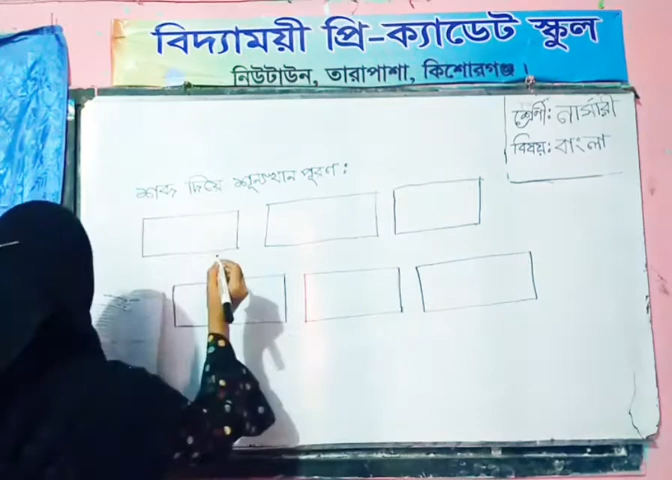 বিদ্যাময়ী প্রি-ক্যাডেট স্কুল
নিউটাউন, তারাপাশা, কিশোরগঞ্জ।
শ্রেণী: নার্সারী
বিষয়: বাংলা
শব্দ দিয়ে শূন্যস্থান পূরণ: